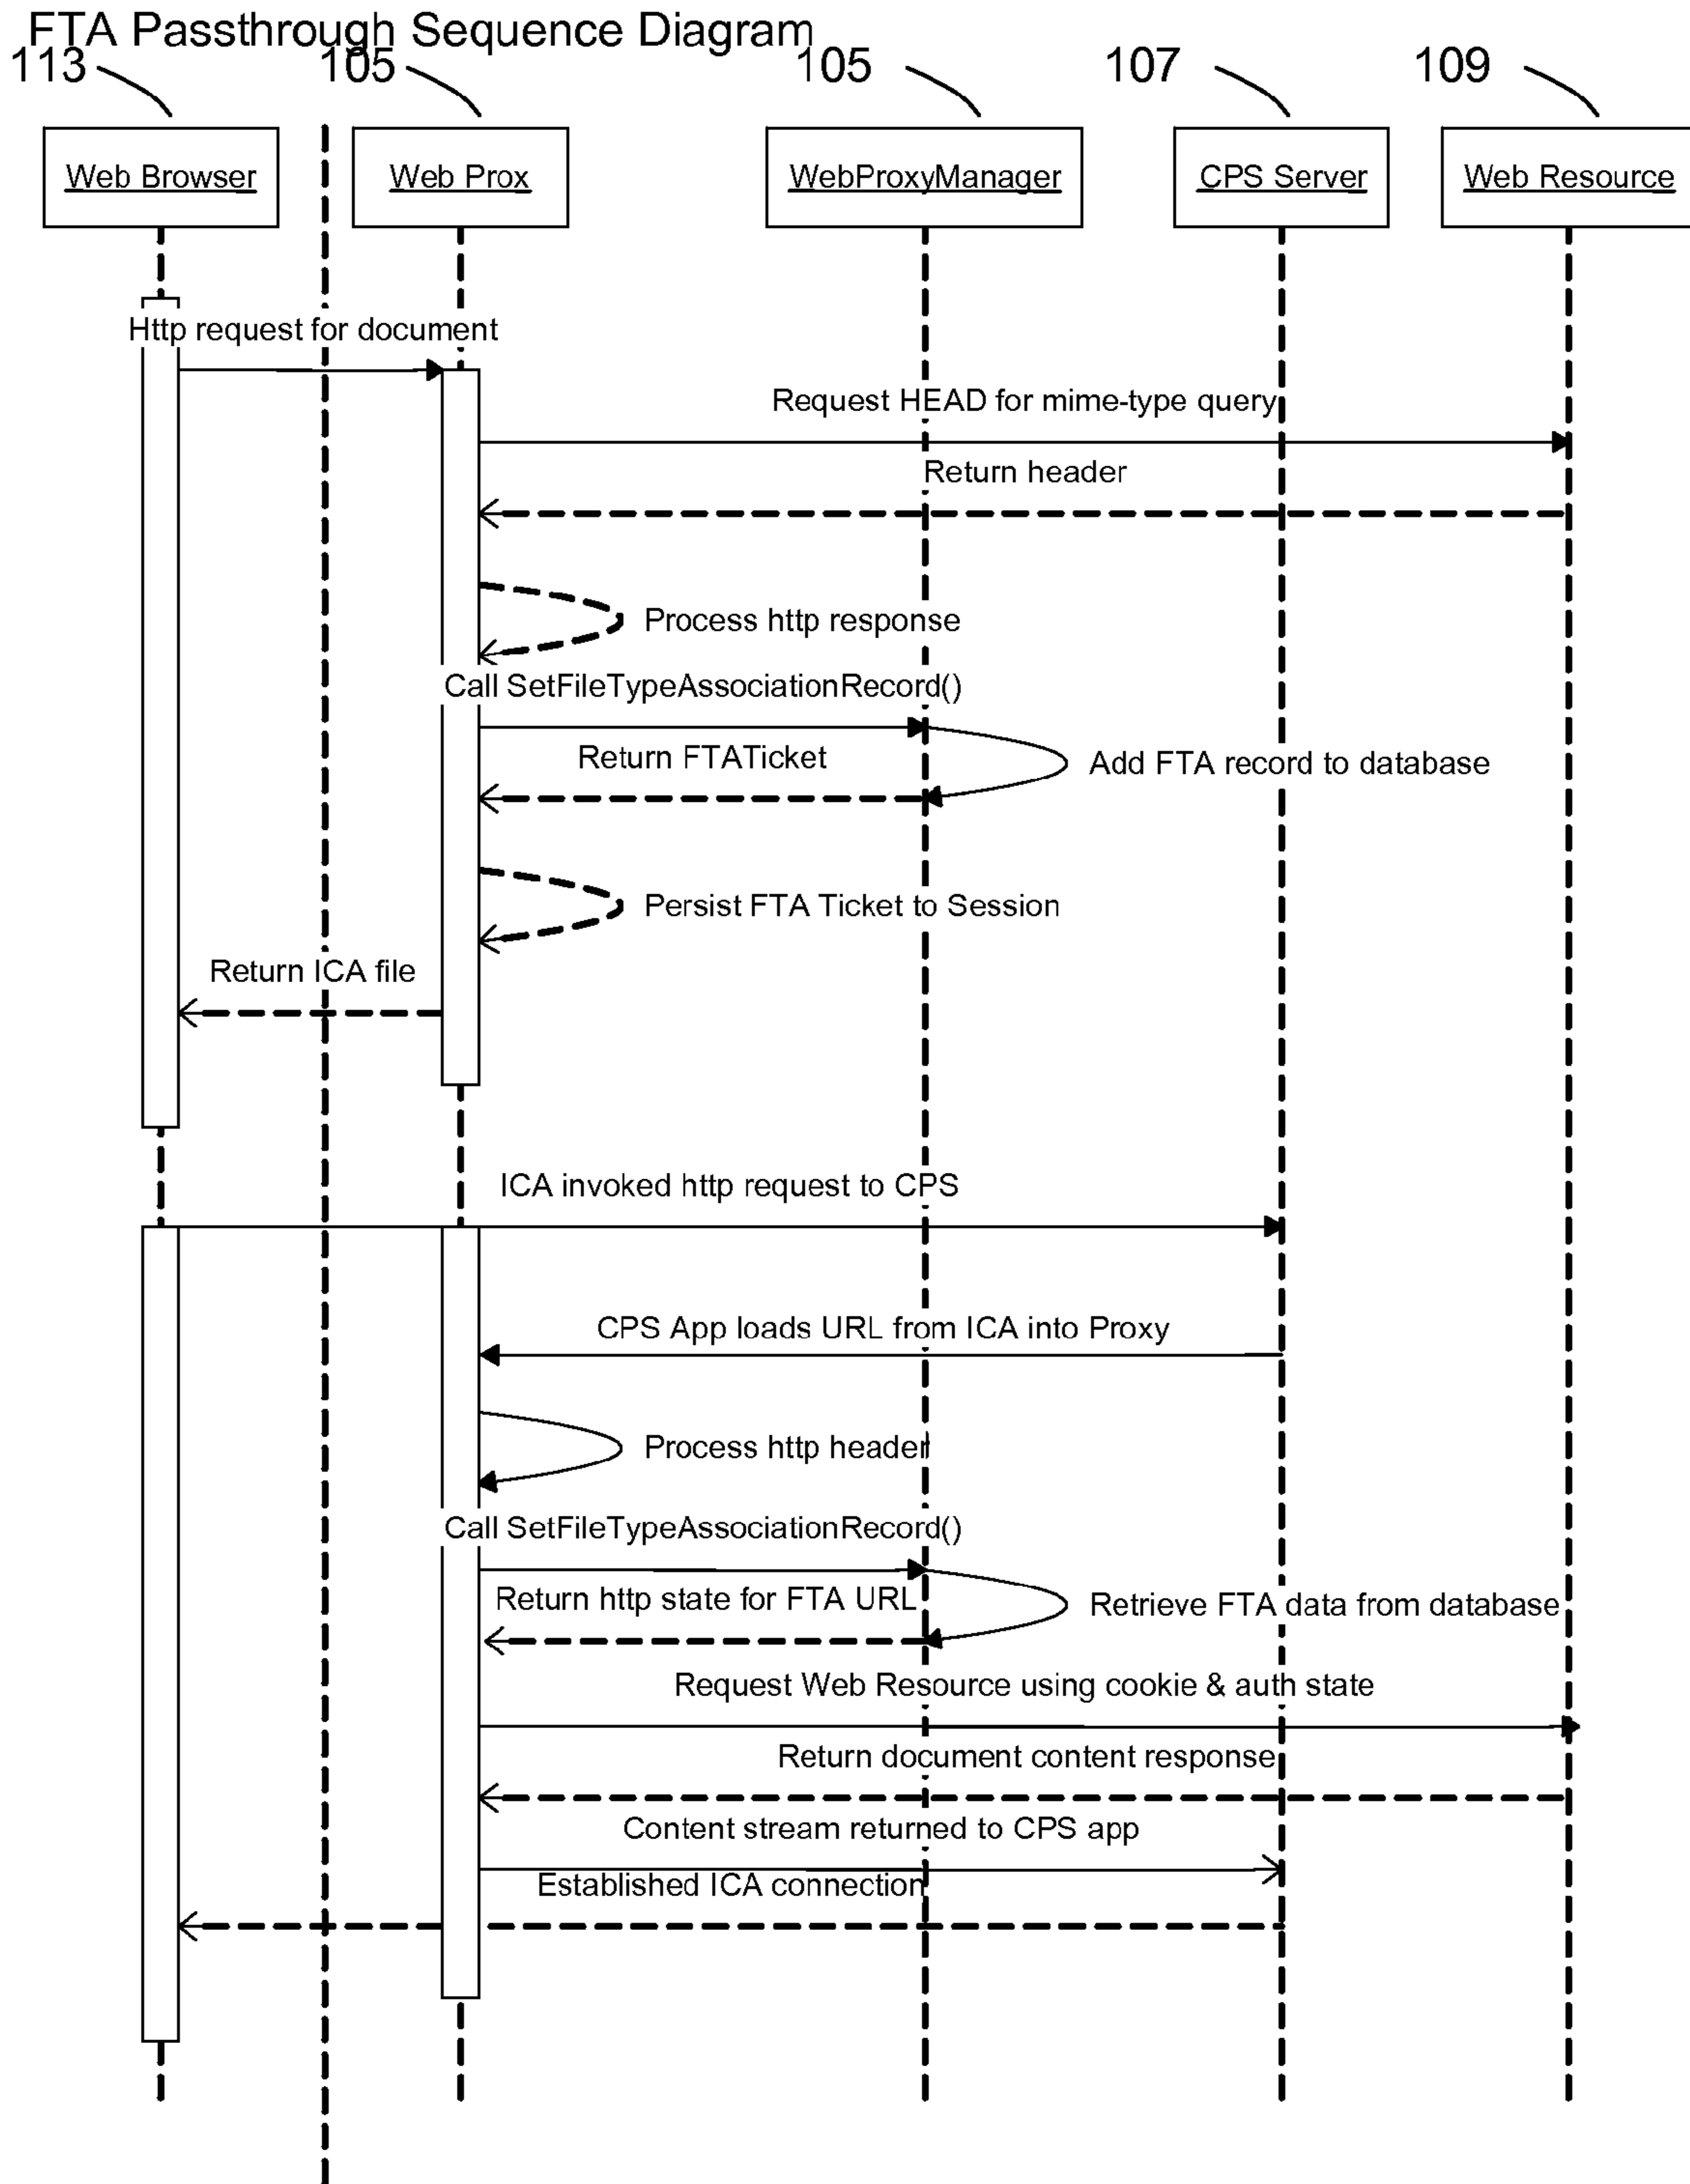 FTA Passthrough Sequence Diagram
113 105 105 107 109
Web Browser Web Prox WebProxyManager CPS Server Web Resource
Http request for document
Request HEAD for mime-type query
Return header
Process http response
Call SetFileTypeAssociationRecord()
Return FTATicket
Add FTA record to database
Persist FTA Ticket to Session
Return ICA file
ICA invoked http request to CPS
CPS App loads URL from ICA into Proxy
Process http header
Call SetFileTypeAssociationRecord()
Return http state for FTA URL
Retrieve FTA data from database
Request Web Resource using cookie & auth state
Return document content response
Content stream returned to CPS app
Established ICA connection